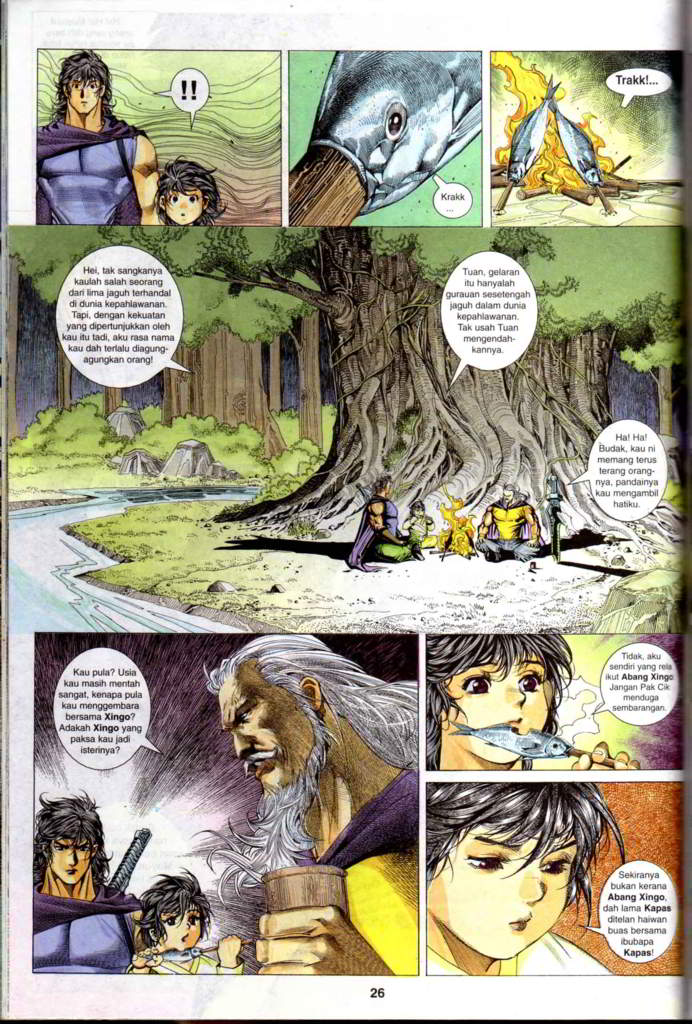 !!
Krakk
...
Trakk!...
Hei, tak sangkanya
kaulah salah seorang
dari lima jaguh terhandal
di dunia kepahlawanan.
Tapi, dengan kekuatan
yang dipertunjukkan oleh
kau itu tadi, aku rasa nama
kau dah terlalu diagung-
agungkan orang!
Tuan, gelaran
itu hanyalah
gurauan sesetengah
jaguh dalam dunia
kepahlawanan.
Tak usah Tuan
mengendah-
kannya.
Ha! Ha!
Budak, kau ni
memang terus
terang orang-
nya, pandainya
kau mengambil
hatiku.
Kau pula? Usia
kau masih mentah
sangat, kenapa pula
kau menggembara
bersama Xingo?
Adakah Xingo yang
paksa kau jadi
isterinya?
Tidak, aku
sendiri yang rela
ikut Abang Xingo
Jangan Pak Cik
menduga
sembarangan.
Sekiranya
bukan kerana
Abang Xingo,
dah lama Kapas
ditelan haiwan
buas bersama
ibubapa
Kapas!
26